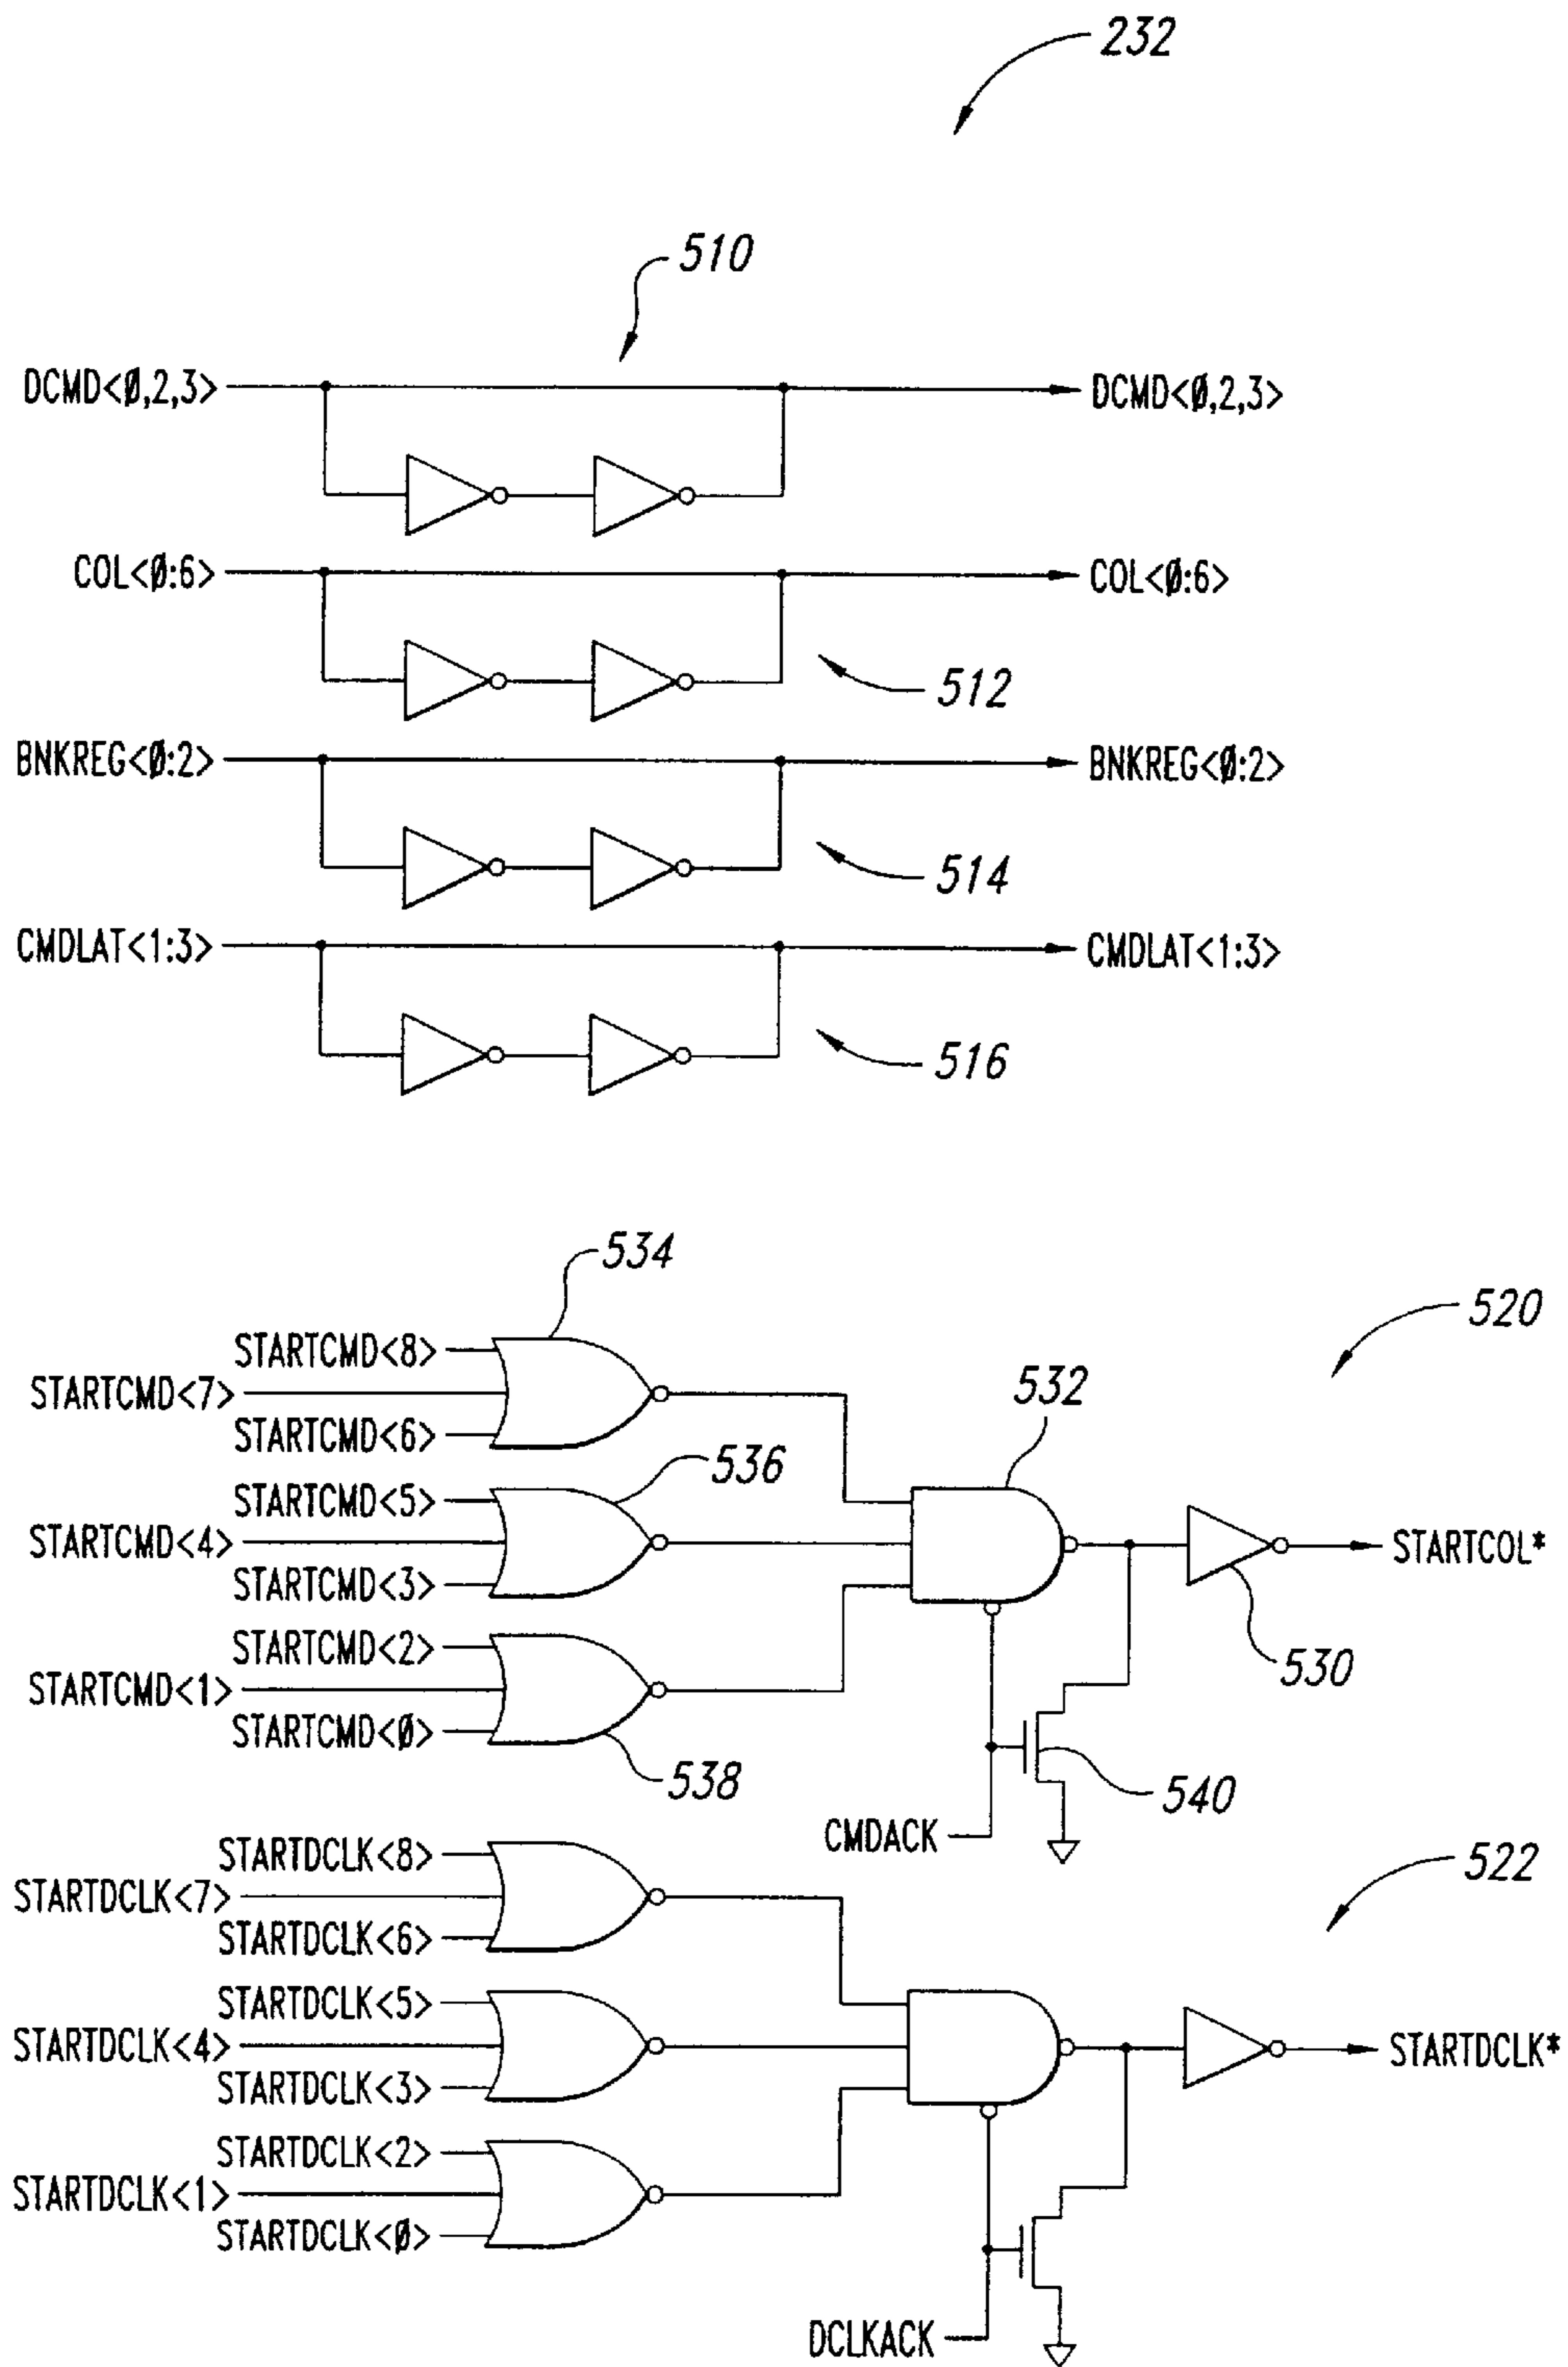 232
510
DCMD<Ø,2,3> DCMD<Ø,2,3>
COL<Ø:6> COL<Ø:6>
512
BNKREG<Ø:2> BNKREG<Ø:2>
514
CMDLAT<1:3> CMDLAT<1:3>
516
534
520
STARTCMD<8>
STARTCMD<7>
532
STARTCMD<6>
536
STARTCMD<5>
STARTCMD<4> STARTCOL*
STARTCMD<3>
STARTCMD<2>
530
STARTCMD<1>
STARTCMD<Ø>
538
540
CMDACK
522
STARTDCLK<8>
STARTDCLK<7>
STARTDCLK<6>
STARTDCLK<5>
STARTDCLK<4> STARTDCLK*
STARTDCLK<3>
STARTDCLK<2>
STARTDCLK<1>
STARTDCLK<Ø>
DCLKACK